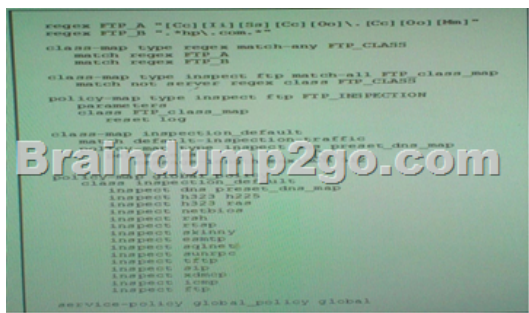 regex FTP_A "[Cc][Ii][Ss][Cc][Oo]\.[Cc][Oo][Mm]"
regex FTP_B ".*hp\.com.*"
class-map type regex match-any FTP_CLASS
match regex FTP_A
match regex FTP_B
class-map type inspect ftp match-all FTP_class_map
match not server regex class FTP_CLASS
policy-map type inspect ftp FTP_INSPECTION
parameters
class FTP_class_map
reset log
class-map inspection_default
match default-inspection-traffic
preset_dns_map
Braindump2go.com
policy-map
class inspection_default
inspect dns preset_dns_map
inspect h323 h225
inspect h323 ras
inspect netbios
inspect rsh
inspect rtsp
inspect skinny
inspect esmtp
inspect sqlnet
inspect sunrpc
inspect tftp
inspect sip
inspect xdmcp
inspect icmp
inspect ftp
service-policy global_policy global